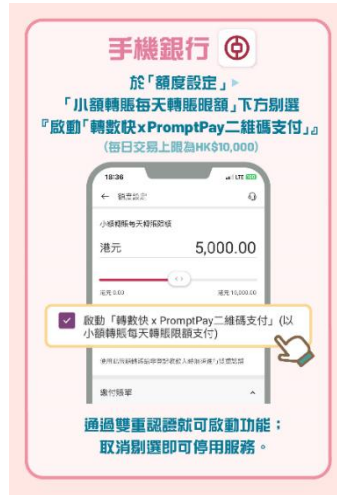 手機銀行
於「額度設定」▸
「小額轉賬每天轉賬限額」下方剔選
『啟動「轉數快xPromptPay二維碼支付」』
(每日交易上限為HK$10,000)
18:36
LTE
← 額度設定
小額轉賬每天轉賬限額
港元 5,000.00
港元 0.00 港元 10,000.00
啟動「轉數快 x PromptPay二維碼支付」(以
小額轉賬每天轉賬限額支付)
繳付賬單
通過雙重認證就可啟動功能；
取消剔選即可停用服務。